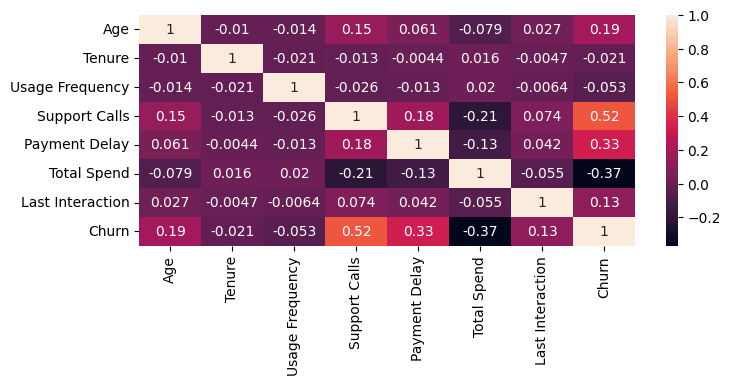 Age 1 -0.01 -0.014 0.15 0.061 -0.079 0.027 0.19
Tenure -0.01 1 -0.021 -0.013 -0.0044 0.016 -0.0047 -0.021
Usage Frequency -0.014 -0.021 1 -0.026 -0.013 0.02 -0.0064 -0.053
Support Calls 0.15 -0.013 -0.026 1 0.18 -0.21 0.074 0.52
Payment Delay 0.061 -0.0044 -0.013 0.18 1 -0.13 0.042 0.33
Total Spend -0.079 0.016 0.02 -0.21 -0.13 1 -0.055 -0.37
Last Interaction 0.027 -0.0047 -0.0064 0.074 0.042 -0.055 1 0.13
Churn 0.19 -0.021 -0.053 0.52 0.33 -0.37 0.13 1
Age
Tenure
Usage Frequency
Support Calls
Payment Delay
Total Spend
Last Interaction
Churn
1.0
0.8
0.6
0.4
0.2
0.0
−0.2